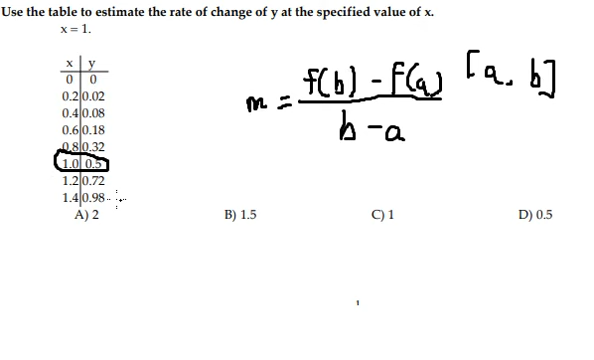 Use the table to estimate the rate of change of y at the specified value of x.
x = 1.
x y
0 0
0.2 0.02
0.4 0.08
0.6 0.18
0.8 0.32
1.0 0.5
1.2 0.72
1.4 0.98
m = f(b) - f(a) / b - a [a, b]
A) 2 B) 1.5 C) 1 D) 0.5
1